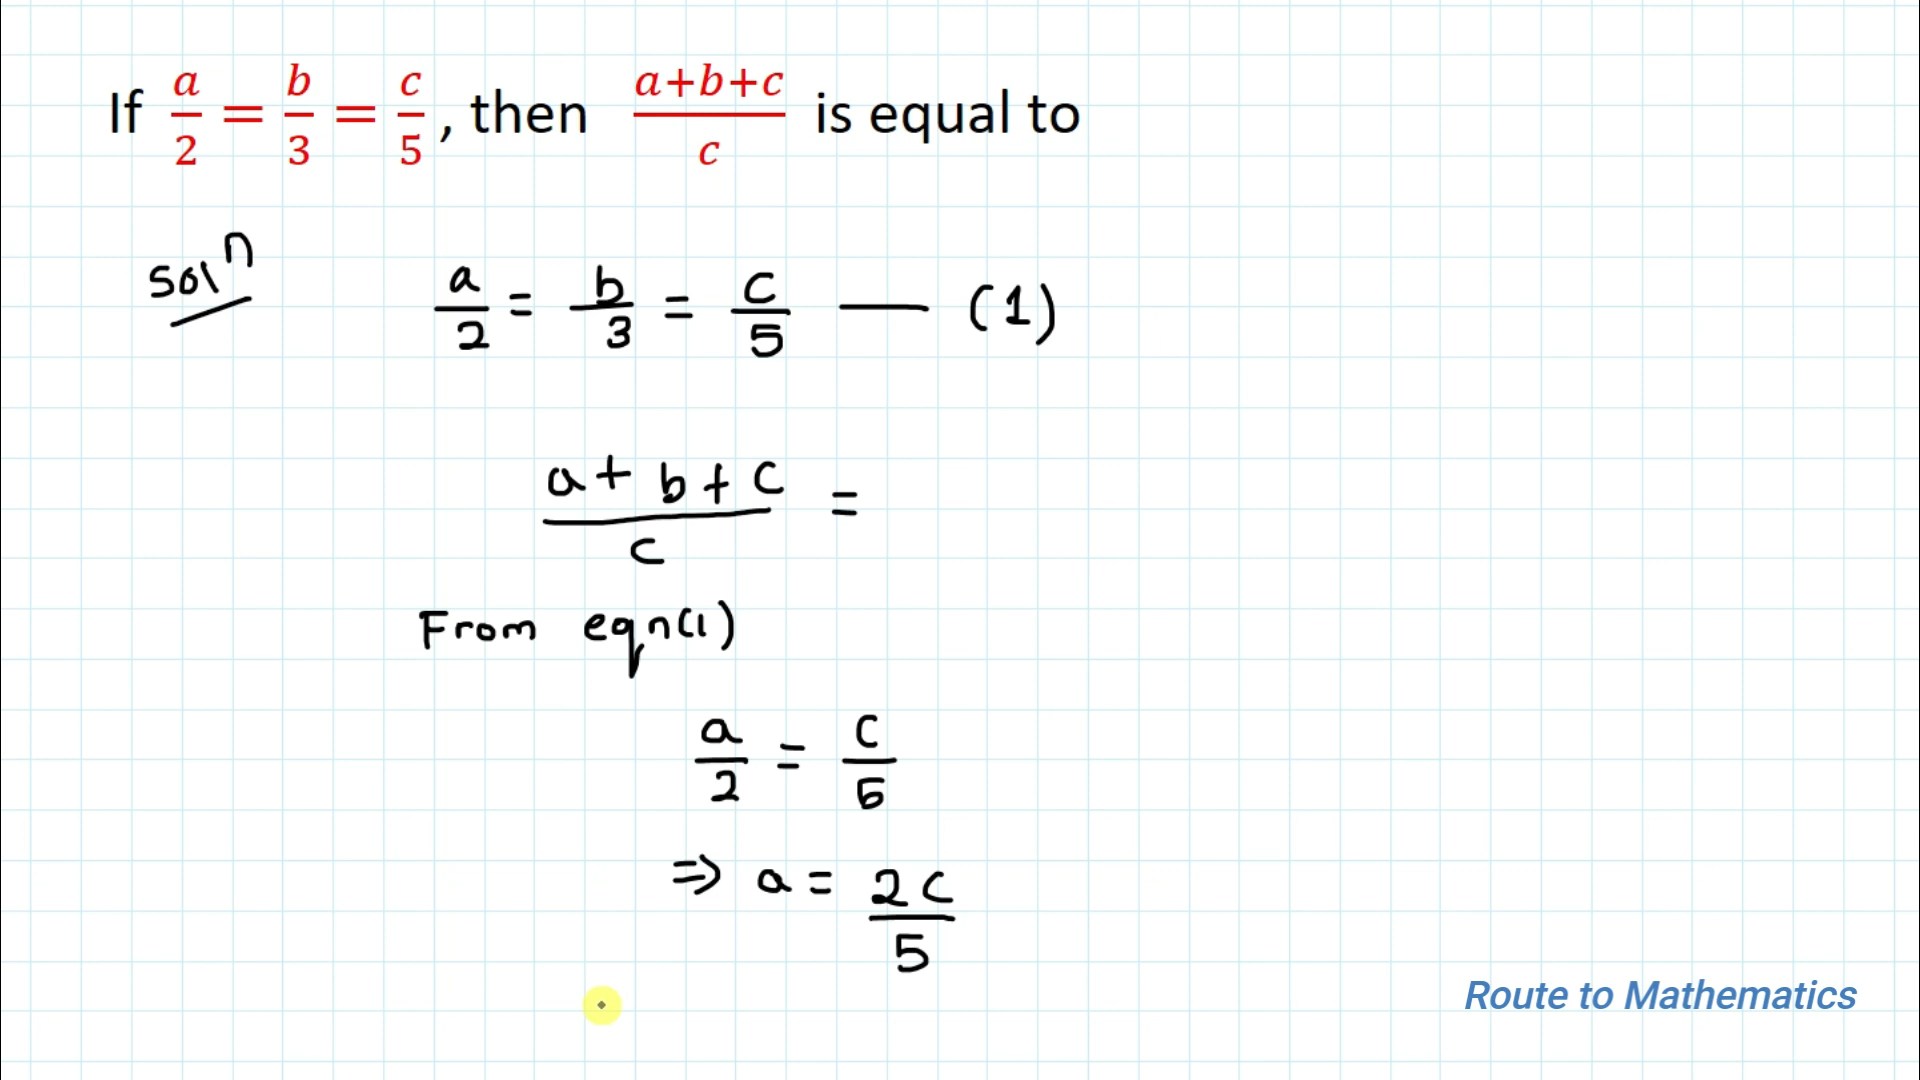 If a/2 = b/3 = c/5, then (a+b+c)/c is equal to
Solⁿ
a/2 = b/3 = c/5 — (1)
(a+b+c)/c =
From eqn(1)
a/2 = c/5
⇒ a = 2c/5
Route to Mathematics